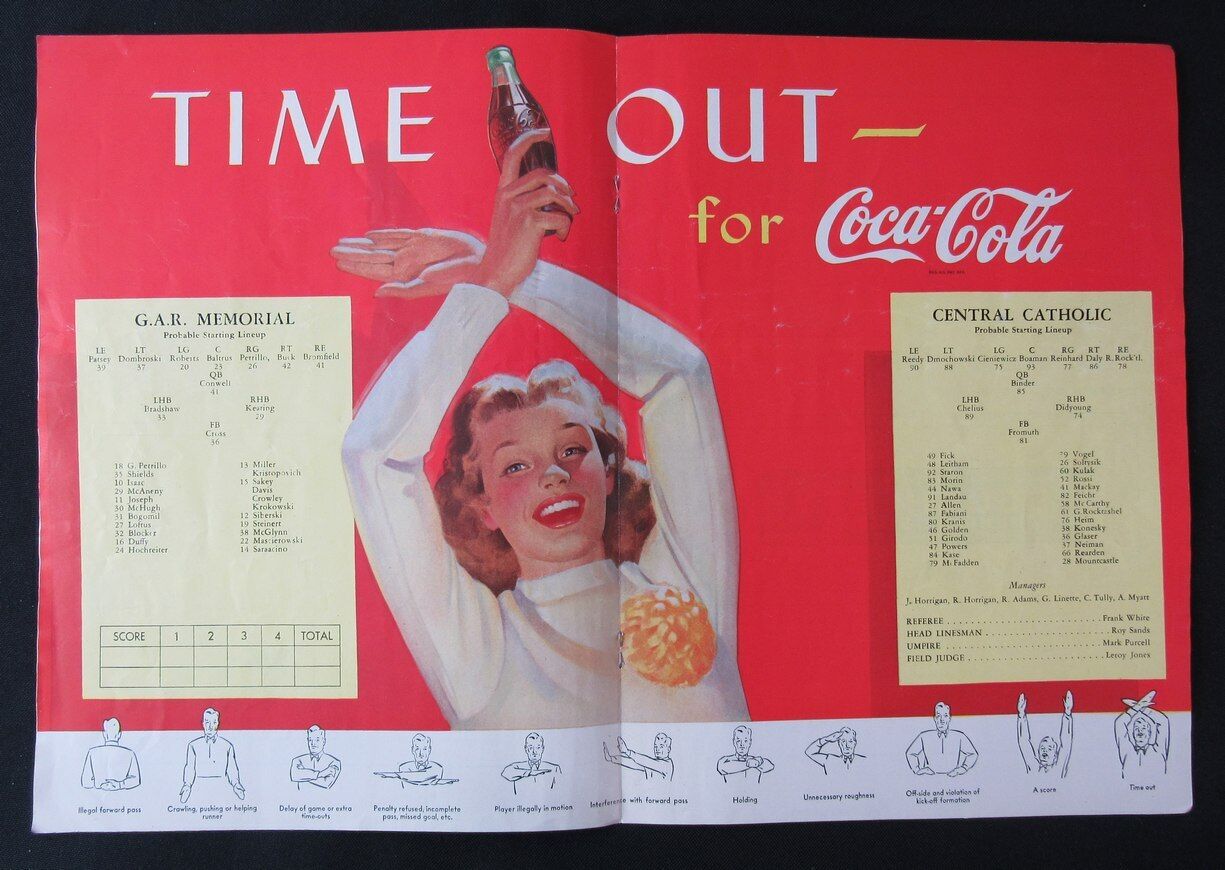 TIME OUT —
for Coca-Cola
G.A.R. MEMORIAL
Probable Starting Lineup
LE LT LG C RG RT RE
Patsey Dombroski Roberts Baltrus Petrillo, Buck Bromfield
39 37 20 23 26 42 41
QB
Conwell
41
LHB RHB
Bradshaw Keating
33 29
FB
Cross
36
18 G. Petrillo 13 Miller
35 Shields Kristopovich
10 Isaac 15 Sakey
29 McAneny Davis
11 Joseph Crowley
30 McHugh Krokowski
31 Bogomil 12 Siberski
27 Loftus 19 Steinert
32 Blocker 38 McGlynn
16 Duffy 22
24 Hochreiter 14 Saracino
SCORE 1 2 3 4 TOTAL
CENTRAL CATHOLIC
Probable Starting Lineup
LE LT LG C RG RT RE
Reedy Dmochowski Cieniewicz Boaman Reinhard Daly R.Rock'sl.
90 88 75 93 77 86 78
QB
Binder
85
LHB RHB
Chelius Didyoung
89 74
FB
Fromuth
81
49 Fick Vogel
48 Leitham 26 Soltysik
92 Staron 60 Kulak
83 Morin 52 Rossi
44 Nawa 41 Mackay
91 Landau 82 Feicht
27 Allen 58 McCarthy
87 Fabiani 61
80 Kranis 76 Heim
46 Golden 38 Konesky
51 Girodo 36 Glaser
47 Powers 37 Neiman
84 Kase 66 Rearden
79 McFadden 28 Mountcastle
Managers
J. Horrigan, R. Horrigan, R. Adams, G. Linette, C. Tully, A. Myatt
REFEREE Frank White
HEAD LINESMAN Roy Sands
UMPIRE Mark Purcell
FIELD JUDGE Leroy Jones
Illegal forward pass
Crawling, pushing or helping runner
Delay of game or extra time-outs
Penalty refused; incomplete pass, missed goal, etc.
Player illegally in motion
Interference with forward pass
Holding
Unnecessary roughness
Off-side and violation of kick-off formation
A score
Time out